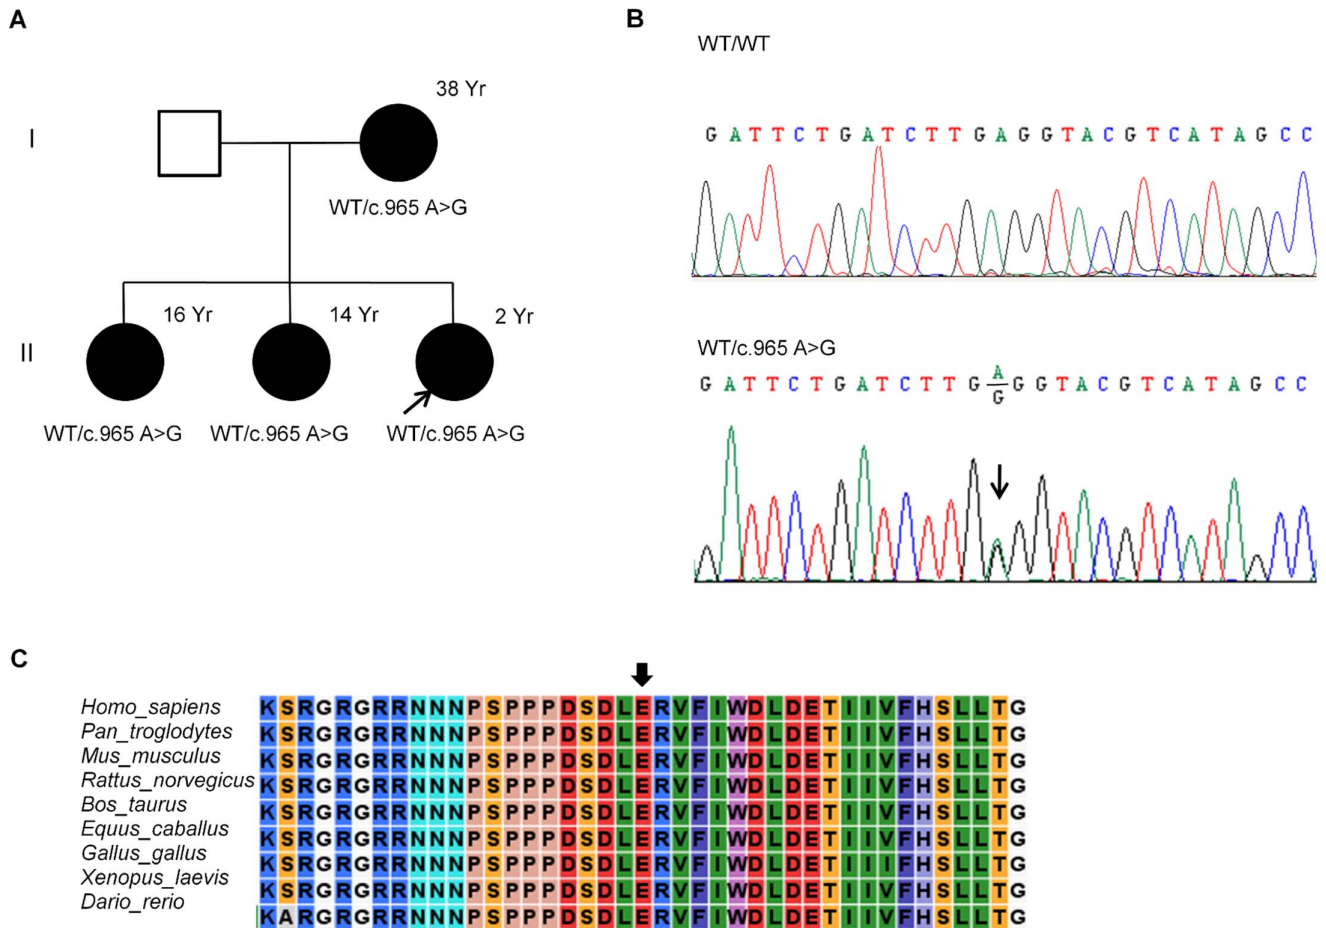 A
38 Yr
I
WT/c.965 A>G
16 Yr
14 Yr
2 Yr
II
WT/c.965 A>G
WT/c.965 A>G
WT/c.965 A>G
B
WT/WT
G A T T C T G A T C T T G A G G T A C G T C A T A G C C
WT/c.965 A>G
A
G A T T C T G A T C T T G G G T A C G T C A T A G C C
G
C
Homo_sapiens KSRGRGRRNNNPSPPPDSDLERVFIWDLDETIIVFHSLLTG
Pan_troglodytes KSRGRGRRNNNPSPPPDSDLERVFIWDLDETIIVFHSLLTG
Mus_musculus KSRGRGRRNNNPSPPPDSDLERVFIWDLDETIIVFHSLLTG
Rattus_norvegicus KSRGRGRRNNNPSPPPDSDLERVFIWDLDETIIVFHSLLTG
Bos_taurus KSRGRGRRNNNPSPPPDSDLERVFIWDLDETIIVFHSLLTG
Equus_caballus KSRGRGRRNNNPSPPPDSDLERVFIWDLDETIIVFHSLLTG
Gallus_gallus KSRGRGRRNNNPSPPPDSDLERVFIWDLDETIIIFHSLLTG
Xenopus_laevis KSRGRGRRNNNPSPPPDSDLERVFIWDLDETIIVFHSLLTG
Dario_rerio KARGRGRRNNNPSPPPDSDLERVFIWDLDETIIVFHSLLTG